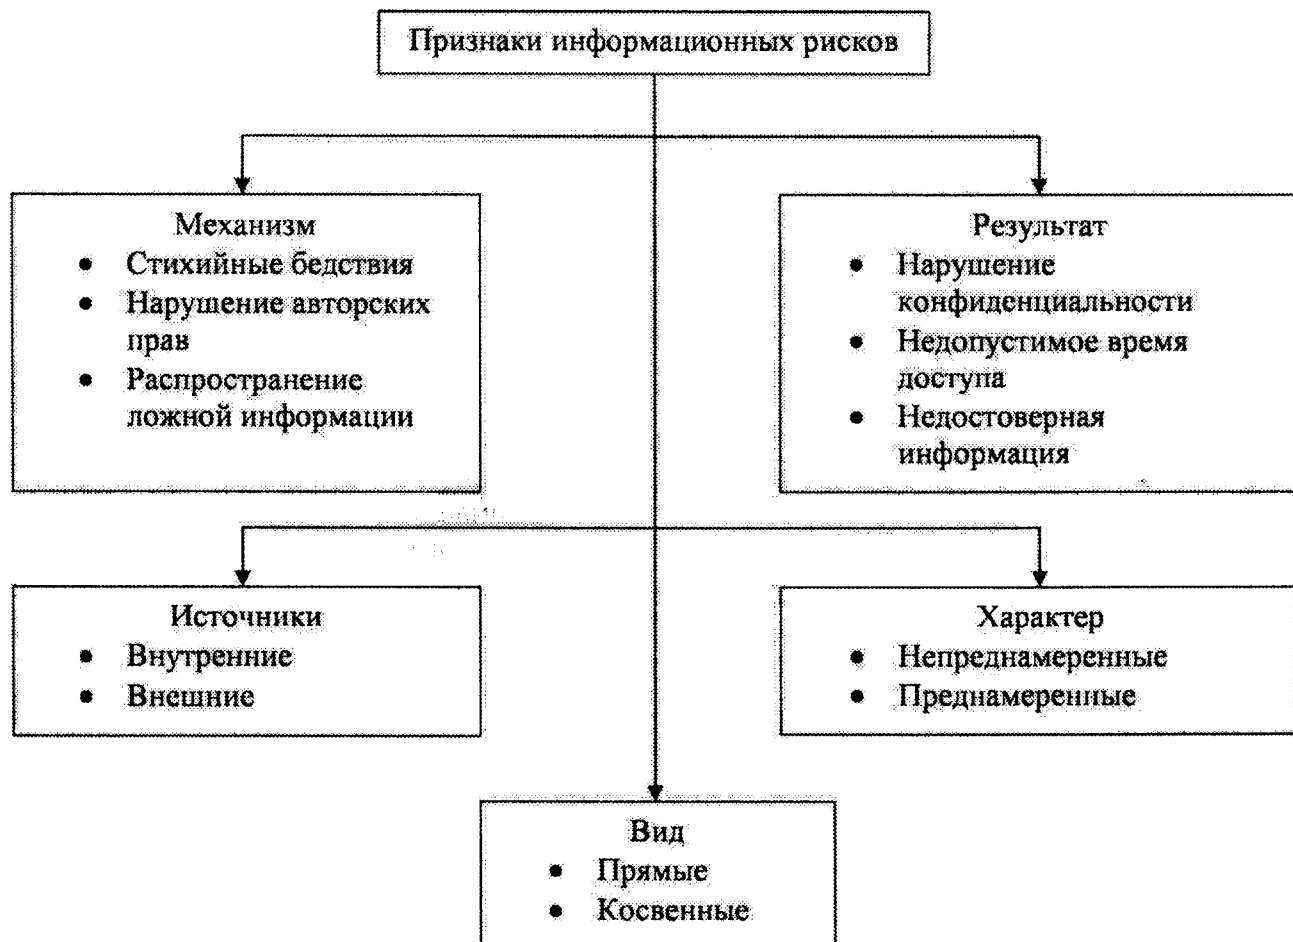 Признаки информационных рисков
Механизм
• Стихийные бедствия
• Нарушение авторских
прав
• Распространение
ложной информации
Результат
• Нарушение
конфиденциальности
• Недопустимое время
доступа
• Недостоверная
информация
Источники
• Внутренние
• Внешние
Характер
• Непреднамеренные
• Преднамеренные
Вид
• Прямые
• Косвенные